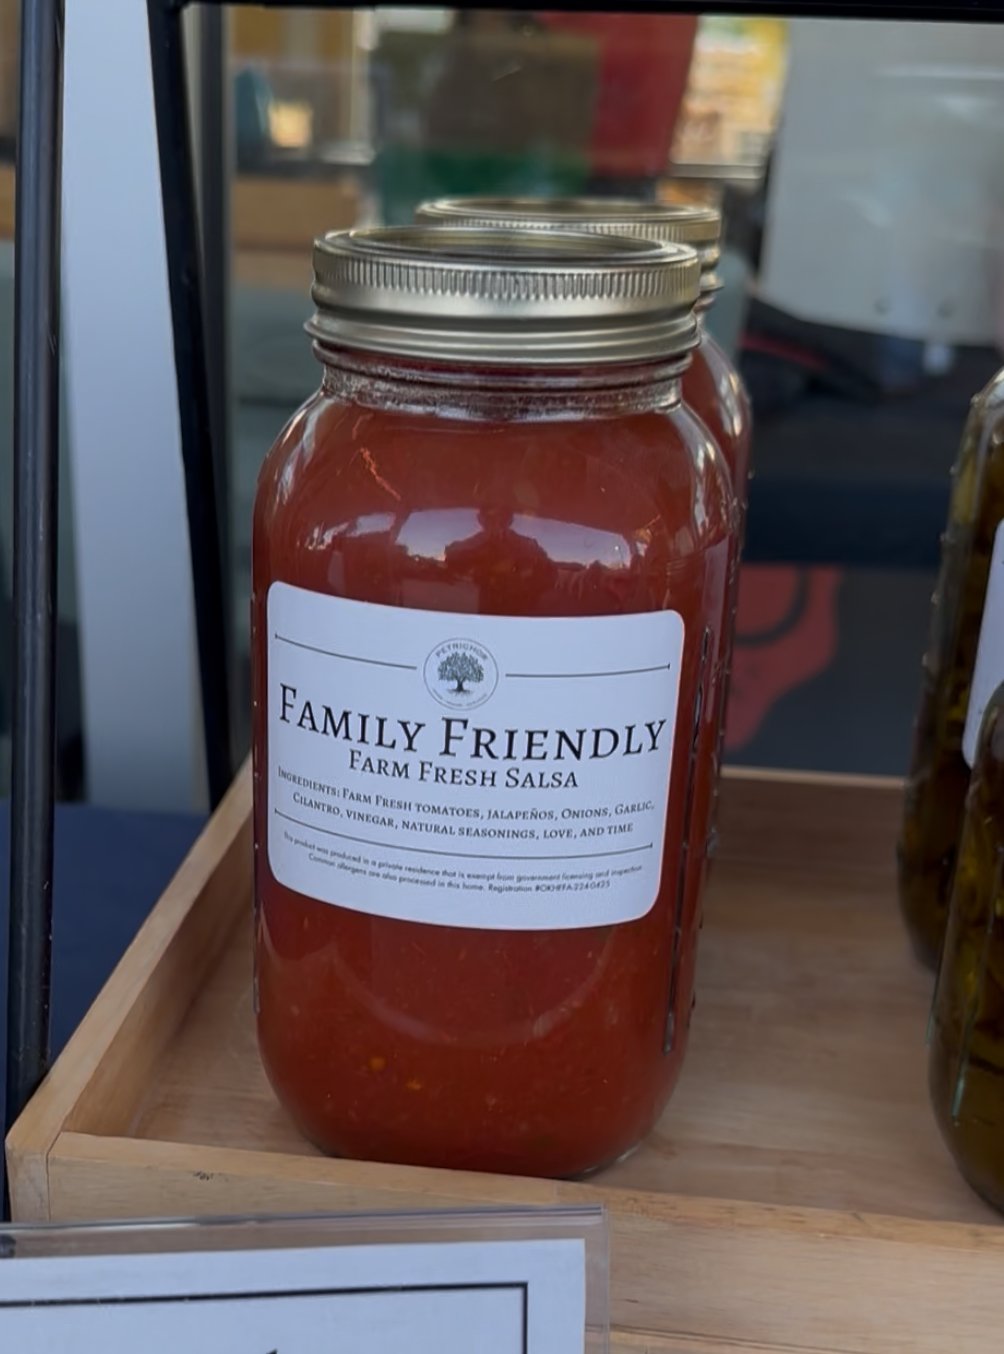 PETRICHOR
FAMILY FRIENDLY
FARM FRESH SALSA
INGREDIENTS: FARM FRESH TOMATOES, JALAPEÑOS, ONIONS, GARLIC,
CILANTRO, VINEGAR, NATURAL SEASONINGS, LOVE, AND TIME
This product was produced in a private residence that is exempt from government licensing and inspection
Common allergens are also processed in this home. Registration